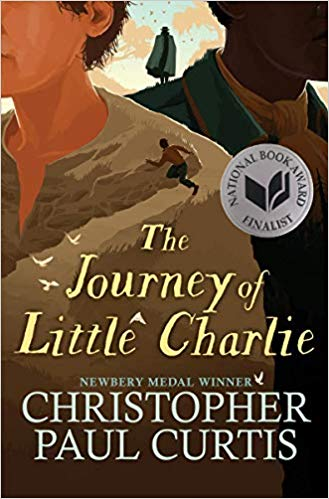 NATIONAL BOOK AWARD
FINALIST
The
Journey of
Little Charlie
NEWBERY MEDAL WINNER
CHRISTOPHER
PAUL CURTIS